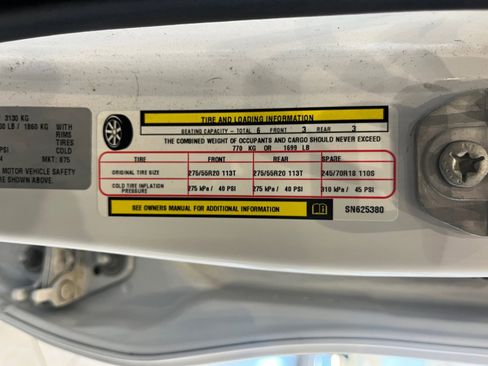 3130 KG
LB / 1860 KG WITH
RIMS
TIRES
PSI COLD
MKT: 875
MOTOR VEHICLE SAFETY
SHOWN ABOVE.
TIRE AND LOADING INFORMATION
SEATING CAPACITY - TOTAL 6 FRONT 3 REAR 3
THE COMBINED WEIGHT OF OCCUPANTS AND CARGO SHOULD NEVER EXCEED
770 KG OR 1699 LB
TIRE FRONT REAR SPARE
ORIGINAL TIRE SIZE 275/55R20 113T 275/55R20 113T 245/70R18 110S
COLD TIRE INFLATION PRESSURE 275 kPa / 40 PSI 275 kPa / 40 PSI 310 kPa / 45 PSI
SEE OWNERS MANUAL FOR ADDITIONAL INFORMATION SN625380